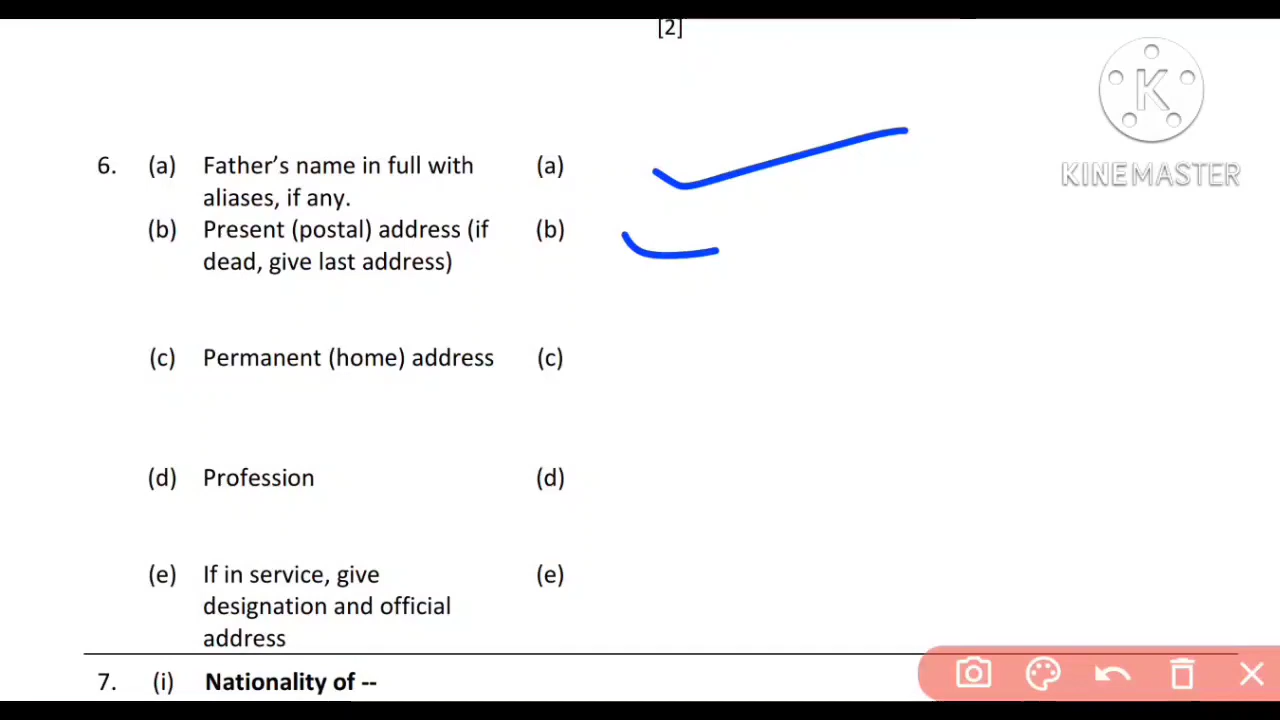 [2]
KINEMASTER
6. (a) Father's name in full with (a)
aliases, if any.
(b) Present (postal) address (if (b)
dead, give last address)
(c) Permanent (home) address (c)
(d) Profession (d)
(e) If in service, give (e)
designation and official
address
7. (i) Nationality of --